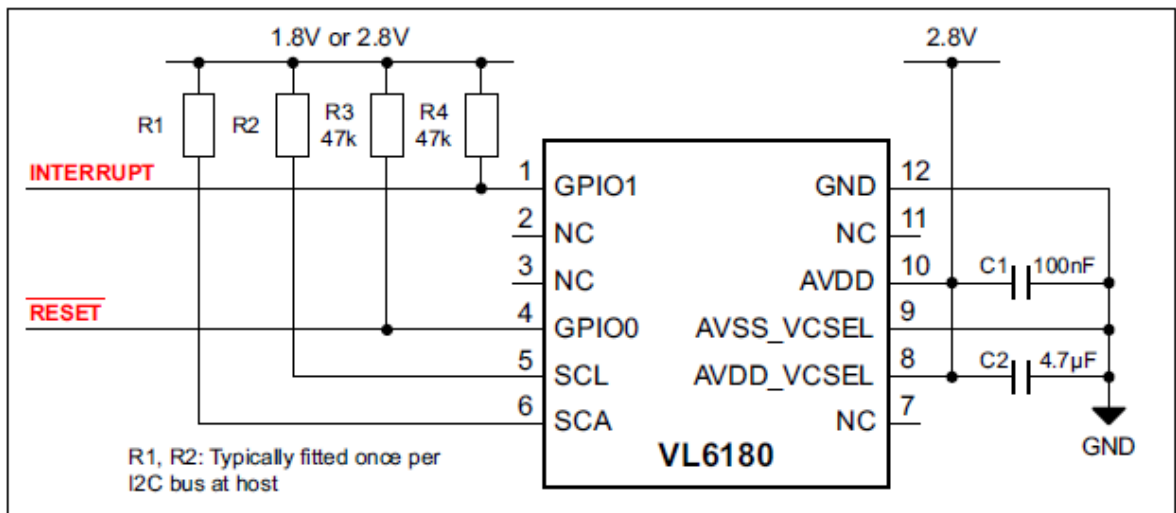 1.8V or 2.8V
2.8V
R1
R2
R3
47k
R4
47k
INTERRUPT
RESET
1
2
3
4
5
6
GPIO1
NC
NC
GPIO0
SCL
SCA
GND
NC
AVDD
AVSS_VCSEL
AVDD_VCSEL
NC
VL6180
12
11
10
9
8
7
C1
100nF
C2
4.7µF
GND
R1, R2: Typically fitted once per
I2C bus at host